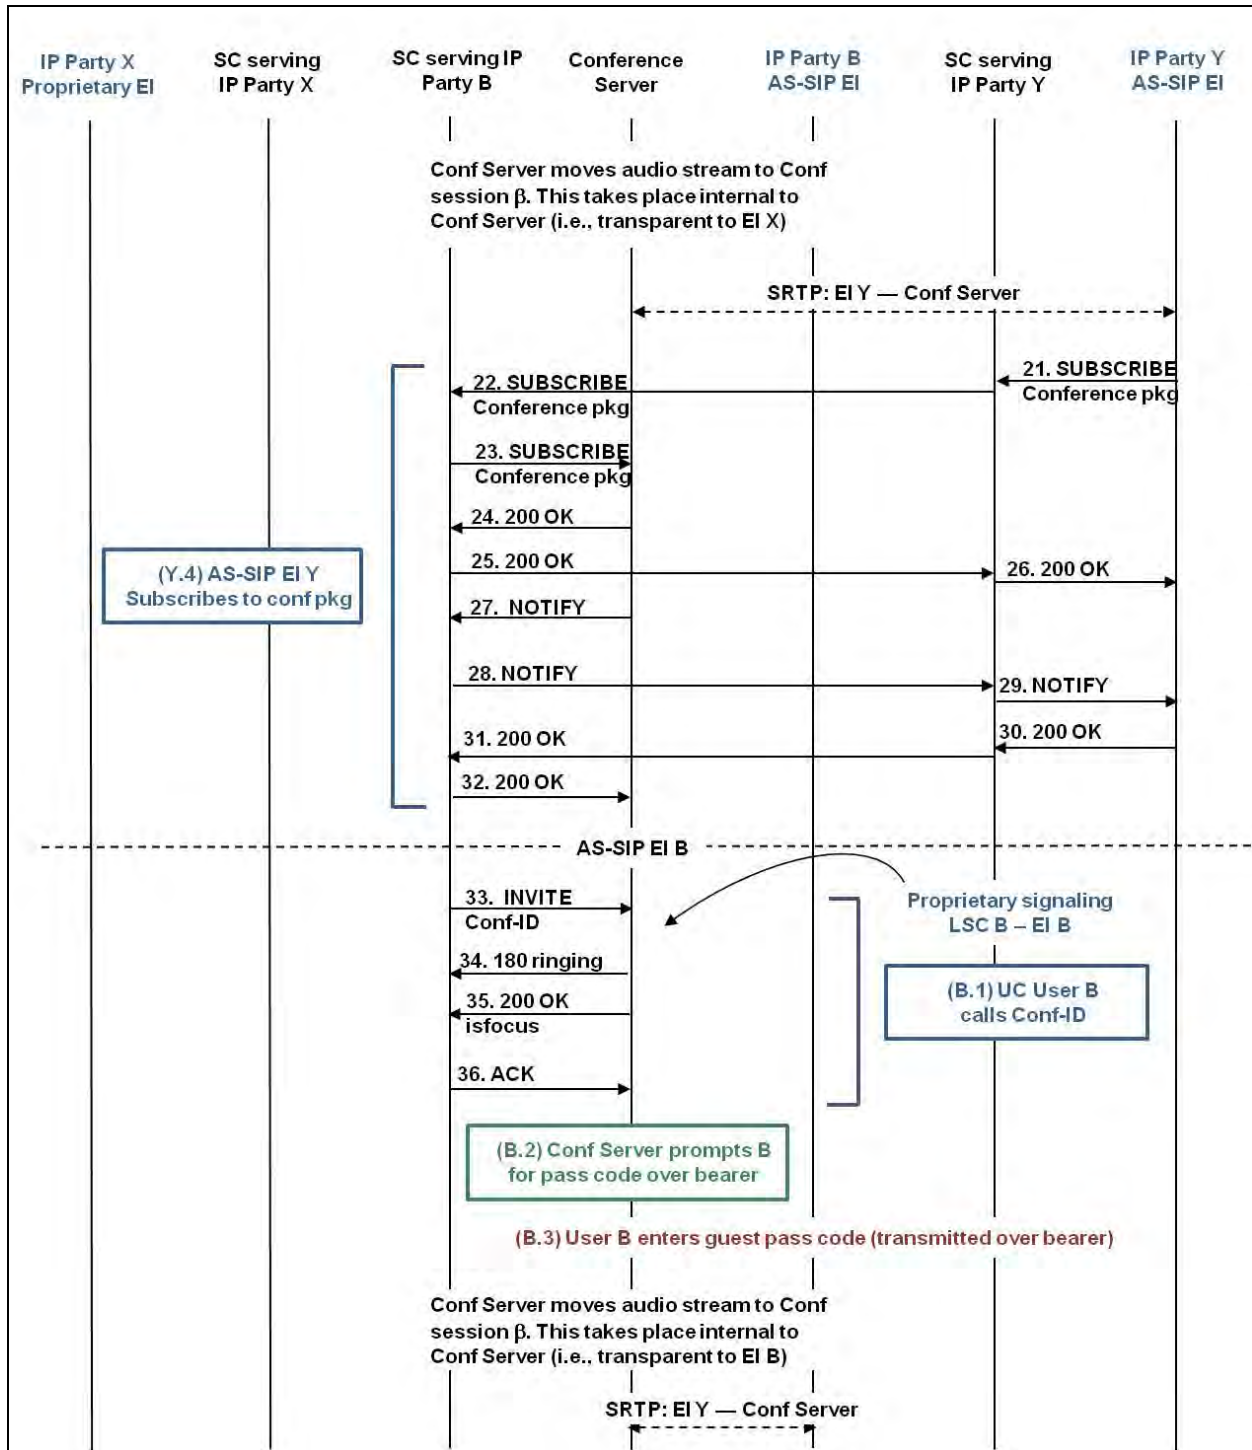 IP Party X
Proprietary EI
SC serving
IP Party X
SC serving IP
Party B
Conference
Server
IP Party B
AS-SIP EI
SC serving
IP Party Y
IP Party Y
AS-SIP EI
Conf Server moves audio stream to Conf
session β. This takes place internal to
Conf Server (i.e., transparent to EI X)
SRTP: EI Y — Conf Server
21. SUBSCRIBE
Conference pkg
22. SUBSCRIBE
Conference pkg
23. SUBSCRIBE
Conference pkg
24. 200 OK
25. 200 OK
26. 200 OK
(Y.4) AS-SIP EI Y
Subscribes to conf pkg
27. NOTIFY
28. NOTIFY
29. NOTIFY
30. 200 OK
31. 200 OK
32. 200 OK
AS-SIP EI B
33. INVITE
Conf-ID
Proprietary signaling
LSC B – EI B
34. 180 ringing
35. 200 OK
isfocus
(B.1) UC User B
calls Conf-ID
36. ACK
(B.2) Conf Server prompts B
for pass code over bearer
(B.3) User B enters guest pass code (transmitted over bearer)
Conf Server moves audio stream to Conf
session β. This takes place internal to
Conf Server (i.e., transparent to EI B)
SRTP: EI Y — Conf Server